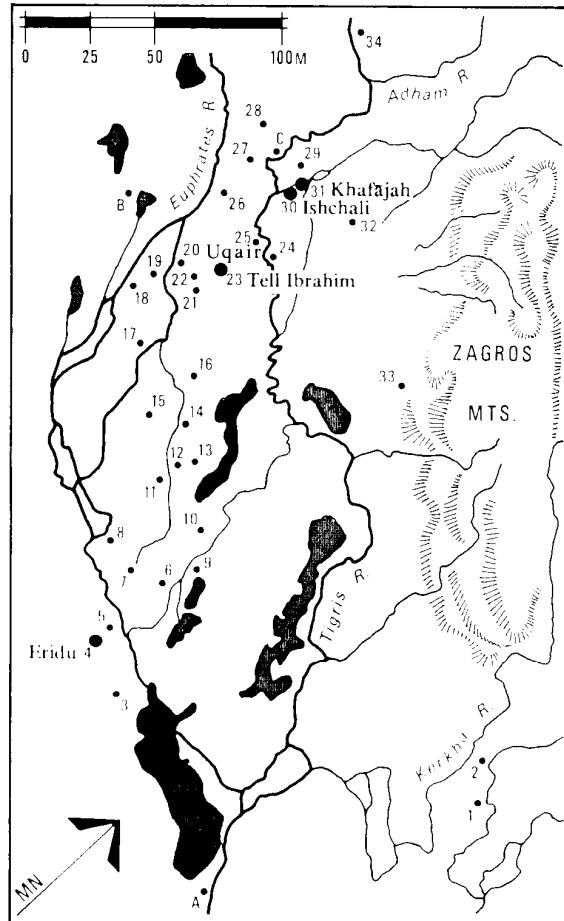 0 25 50 100 M
34
Adham R.
28
C
Euphrates R.
27
29
31 Khafajah
B
26
30 Ishchali
32
25
24
20
Uqair
19
22
23 Tell Ibrahim
18
21
17
ZAGROS
16
33
MTS.
15
14
12
13
11
10
8
9
7
6
Tigris R.
5
Eridu 4
3
Kerkha R.
2
1
MN
A